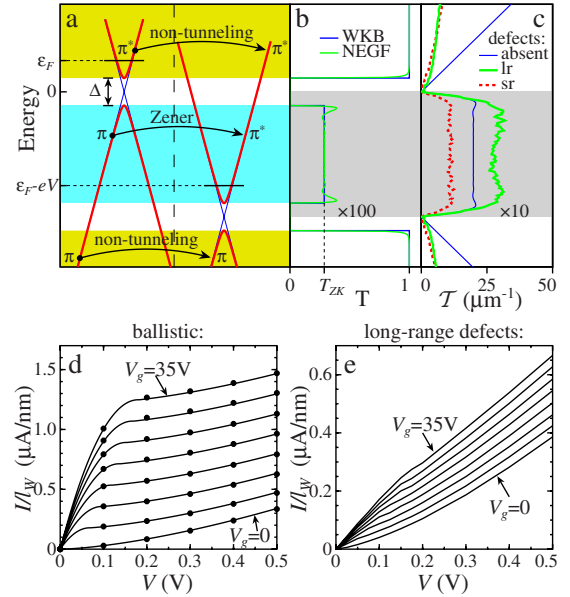 a
b
c
π*
non-tunneling
π*
ε_F
0
Δ
Energy
π
Zener
π*
ε_F-eV
non-tunneling
π
π
WKB
NEGF
×100
0
T_ZK
1
T
defects:
absent
lr
sr
×10
0
25
50
𝒯 (μm⁻¹)
ballistic:
d
V_g=35V
V_g=0
1.5
1.0
0.5
0.0
I/l_W (μA/nm)
0
0.1
0.2
0.3
0.4
0.5
V (V)
long-range defects:
e
V_g=35V
V_g=0
0.6
0.4
0.2
0.0
I/l_W (μA/nm)
0
0.1
0.2
0.3
0.4
0.5
V (V)